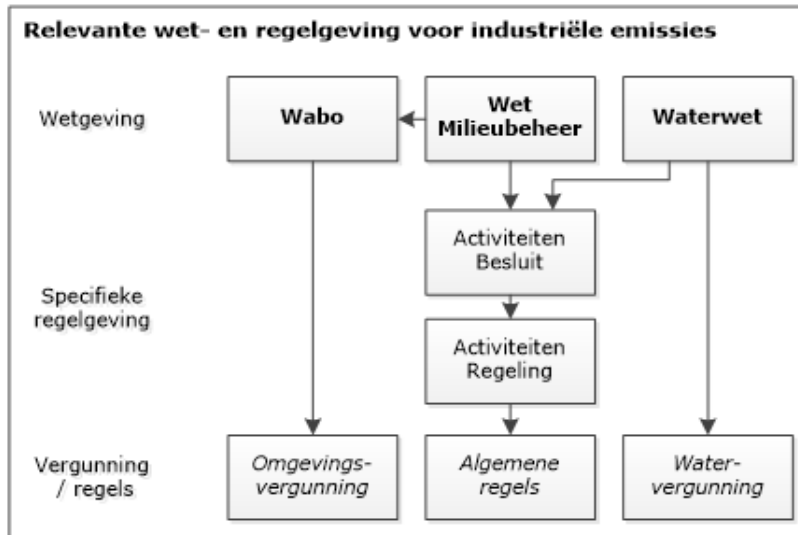 Relevante wet- en regelgeving voor industriële emissies
Wetgeving
Wabo
Wet
Milieubeheer
Waterwet
Specifieke
regelgeving
Activiteiten
Besluit
Activiteiten
Regeling
Vergunning
/ regels
Omgevings-
vergunning
Algemene
regels
Water-
vergunning